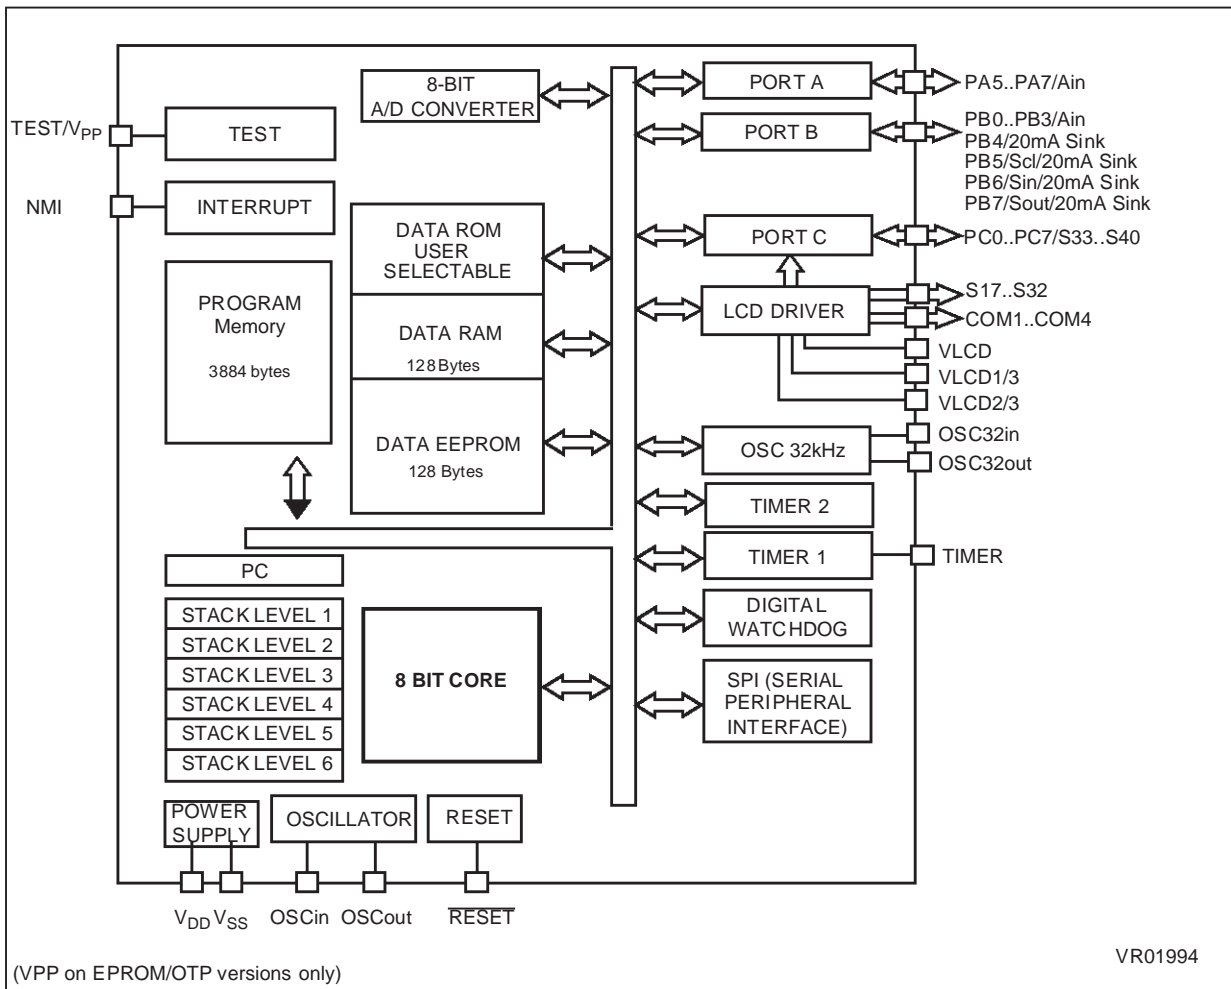 8-BIT
A/D CONVERTER
PORT A
PA5..PA7/Ain
TEST/VPP
TEST
PORT B
PB0..PB3/Ain
PB4/20mA Sink
PB5/Scl/20mA Sink
PB6/Sin/20mA Sink
PB7/Sout/20mA Sink
NMI
INTERRUPT
DATA ROM
USER
SELECTABLE
PORT C
PC0..PC7/S33..S40
PROGRAM
Memory
3884 bytes
DATA RAM
128 Bytes
LCD DRIVER
S17..S32
COM1..COM4
VLCD
VLCD1/3
VLCD2/3
DATA EEPROM
128 Bytes
OSC 32kHz
OSC32in
OSC32out
TIMER 2
TIMER 1
TIMER
PC
STACK LEVEL 1
STACK LEVEL 2
STACK LEVEL 3
STACK LEVEL 4
STACK LEVEL 5
STACK LEVEL 6
8 BIT CORE
DIGITAL
WATCHDOG
SPI (SERIAL
PERIPHERAL
INTERFACE)
POWER
SUPPLY
OSCILLATOR
RESET
VDD VSS OSCin OSCout RESET
(VPP on EPROM/OTP versions only)
VR01994